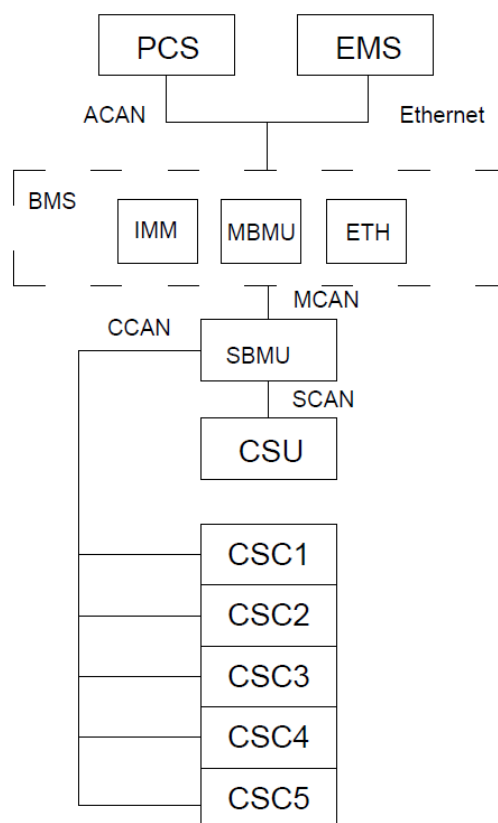 PCS
EMS
ACAN
Ethernet
BMS
IMM
MBMU
ETH
MCAN
CCAN
SBMU
SCAN
CSU
CSC1
CSC2
CSC3
CSC4
CSC5